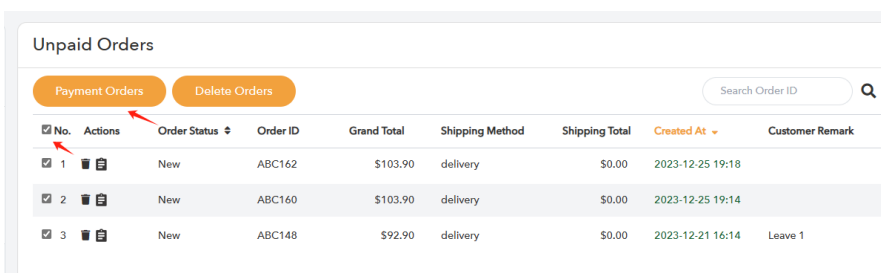 Unpaid Orders
Payment Orders Delete Orders Search Order ID
No. Actions Order Status Order ID Grand Total Shipping Method Shipping Total Created At Customer Remark
1 New ABC162 $103.90 delivery $0.00 2023-12-25 19:18
2 New ABC160 $103.90 delivery $0.00 2023-12-25 19:14
3 New ABC148 $92.90 delivery $0.00 2023-12-21 16:14 Leave 1